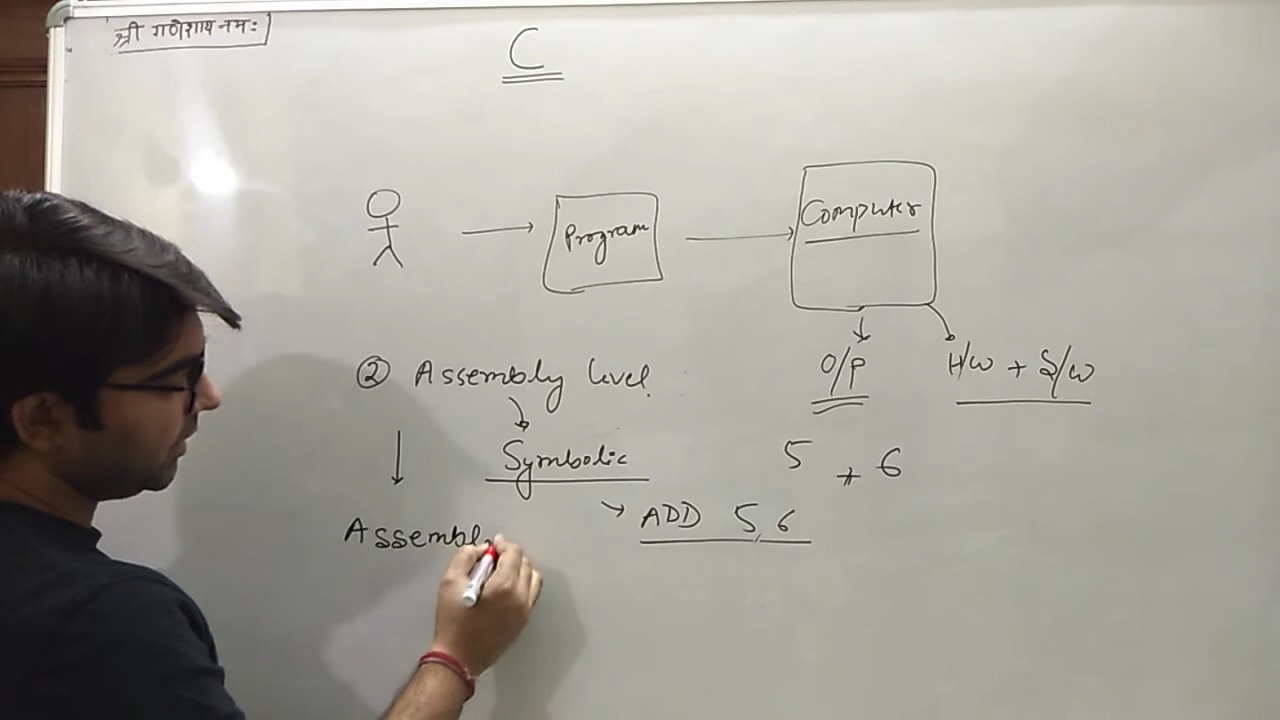 श्री गणेशाय नमः
C
Program
Computer
② Assembly level
O/P
H/W + S/W
Symbolic
5 + 6
ADD 5,6
Assembl